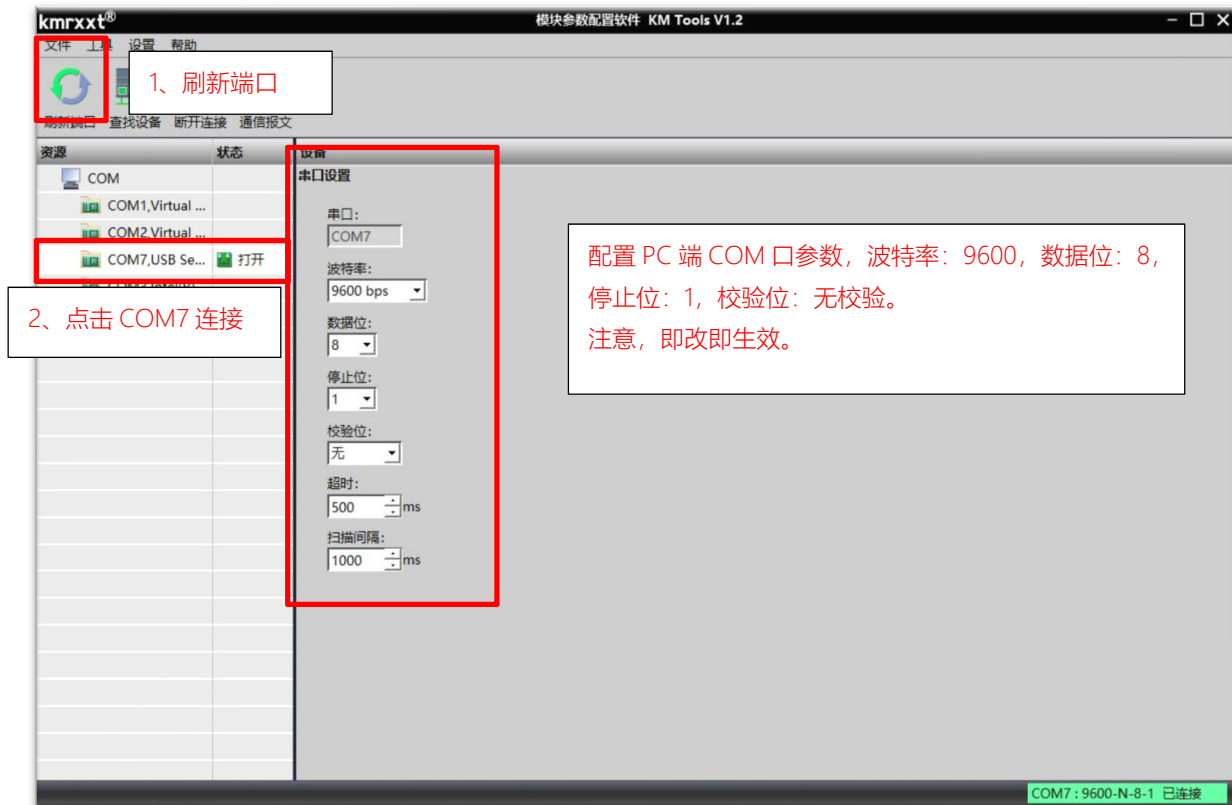 kmrxxt®
模块参数配置软件 KM Tools V1.2
文件 工具 设置 帮助
1、刷新端口
刷新端口 查找设备 断开连接 通信报文
资源 状态 设备
COM
串口设置
COM1,Virtual ...
COM2,Virtual ...
COM7,USB Se... 打开
2、点击 COM7 连接
串口:
COM7
波特率:
9600 bps
数据位:
8
停止位:
1
校验位:
无
超时:
500 ms
扫描间隔:
1000 ms
配置 PC 端 COM 口参数，波特率：9600，数据位：8，
停止位：1，校验位：无校验。
注意，即改即生效。
COM7 : 9600-N-8-1 已连接